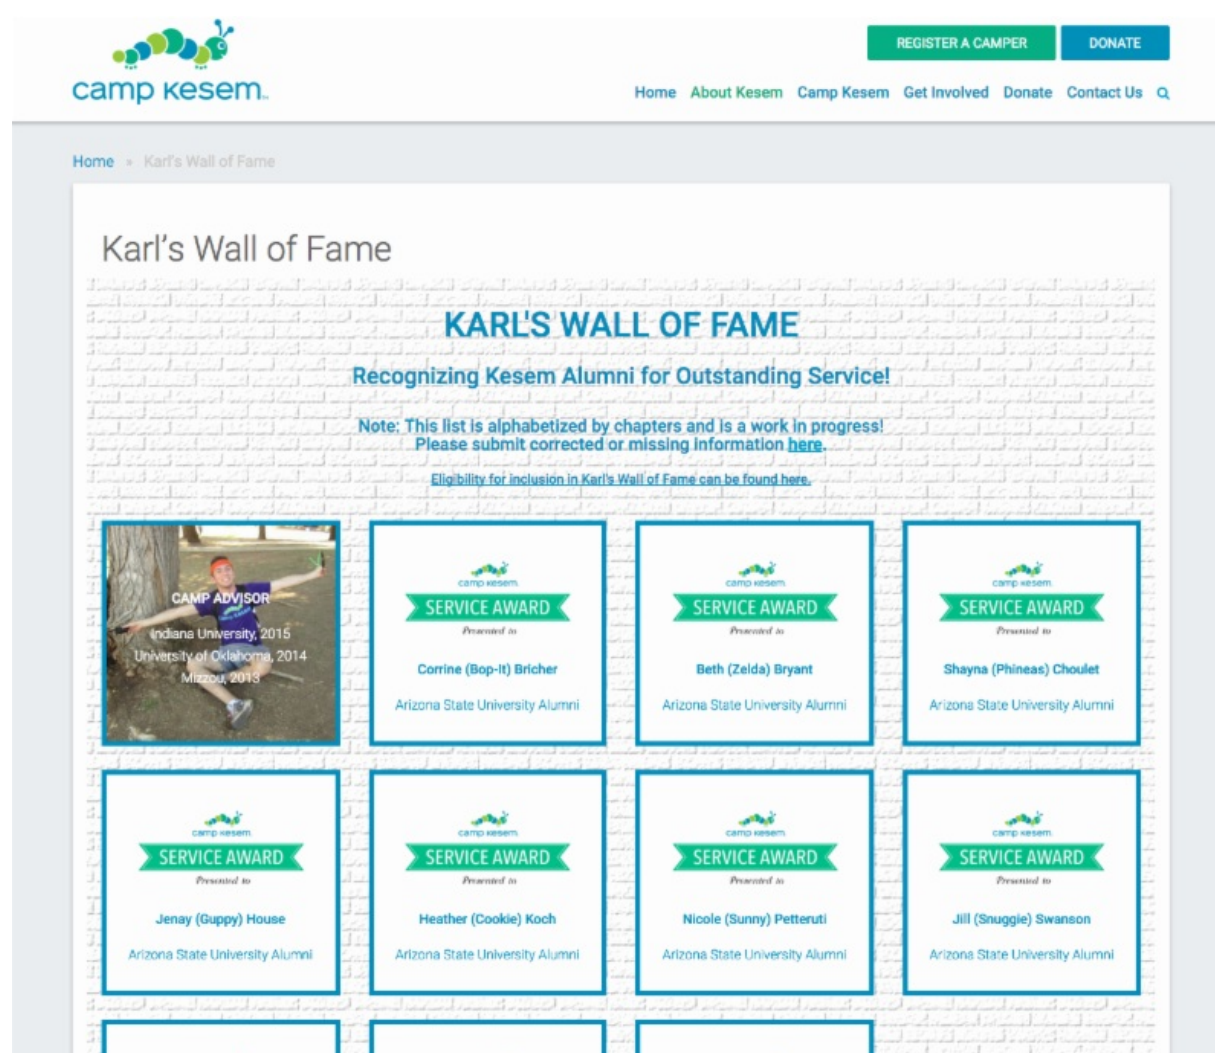 REGISTER A CAMPER
DONATE
camp kesem
Home About Kesem Camp Kesem Get Involved Donate Contact Us
Home » Karl's Wall of Fame
Karl's Wall of Fame
KARL'S WALL OF FAME
Recognizing Kesem Alumni for Outstanding Service!
Note: This list is alphabetized by chapters and is a work in progress!
Please submit corrected or missing information here.
Eligibility for inclusion in Karl's Wall of Fame can be found here.
CAMP ADVISOR
Indiana University, 2015
University of Oklahoma, 2014
Mizzou, 2013
camp kesem
SERVICE AWARD
Presented to
Corrine (Bop-It) Bricher
Arizona State University Alumni
camp kesem
SERVICE AWARD
Presented to
Beth (Zelda) Bryant
Arizona State University Alumni
camp kesem
SERVICE AWARD
Presented to
Shayna (Phineas) Choulet
Arizona State University Alumni
camp kesem
SERVICE AWARD
Presented to
Jenay (Guppy) House
Arizona State University Alumni
camp kesem
SERVICE AWARD
Presented to
Heather (Cookie) Koch
Arizona State University Alumni
camp kesem
SERVICE AWARD
Presented to
Nicole (Sunny) Petteruti
Arizona State University Alumni
camp kesem
SERVICE AWARD
Presented to
Jill (Snuggie) Swanson
Arizona State University Alumni